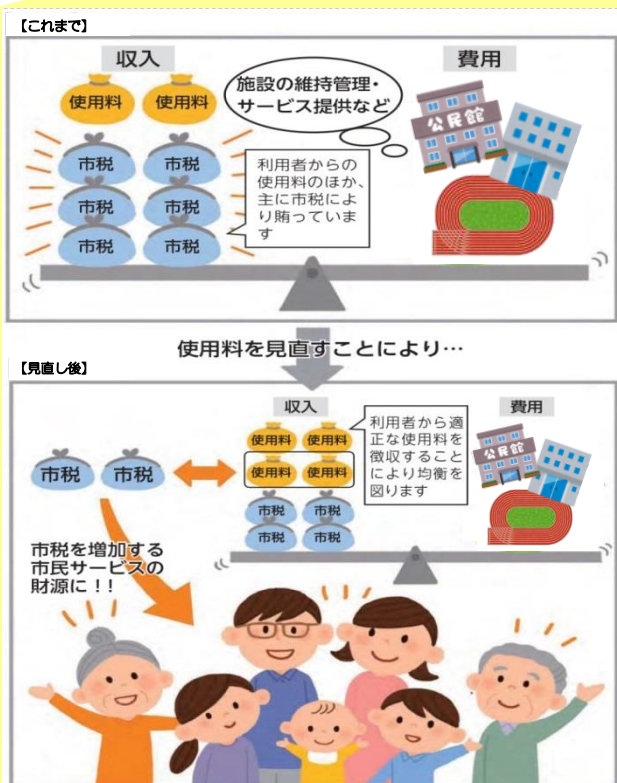 【これまで】
収入
費用
使用料 使用料
施設の維持管理・
サービス提供など
公民館
市税 市税
市税 市税
市税 市税
利用者からの
使用料のほか、
主に市税によ
り賄っていま
す
使用料を見直すことにより…
【見直し後】
収入
費用
使用料 使用料
使用料 使用料
市税 市税
市税 市税
利用者から適
正な使用料を
徴収すること
により均衡を
図ります
公民館
市税 市税
市税を増加する
市民サービスの
財源に!!